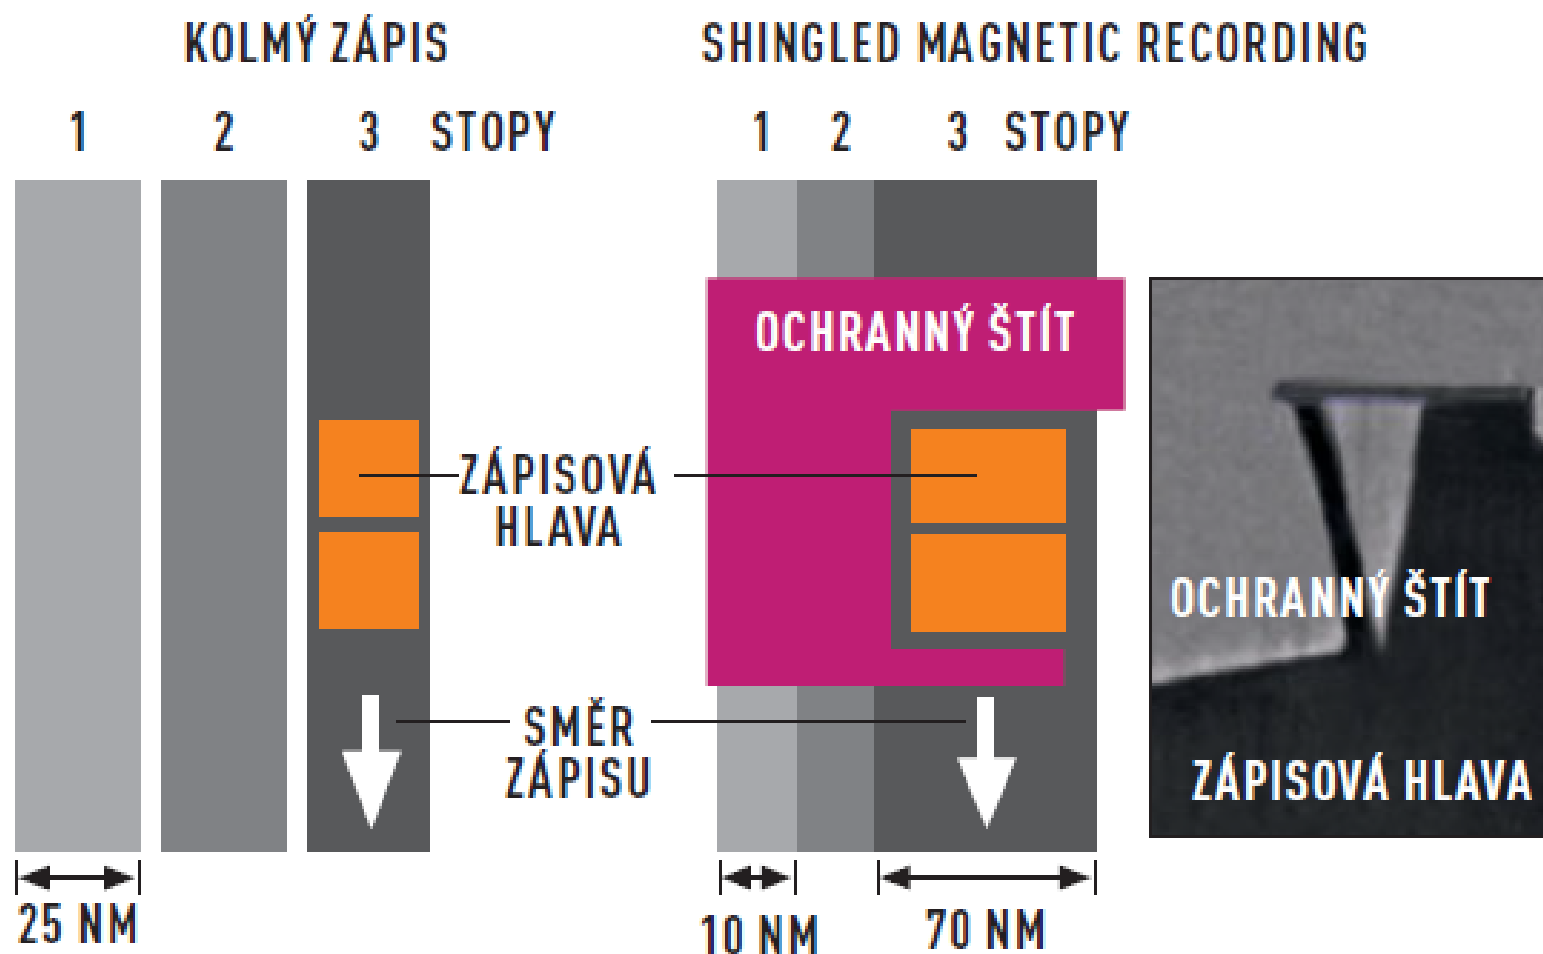 KOLMÝ ZÁPIS
1 2 3 STOPY
ZÁPISOVÁ
HLAVA
SMĚR
ZÁPISU
25 NM
SHINGLED MAGNETIC RECORDING
1 2 3 STOPY
OCHRANNÝ ŠTÍT
10 NM
70 NM
OCHRANNÝ ŠTÍT
ZÁPISOVÁ HLAVA